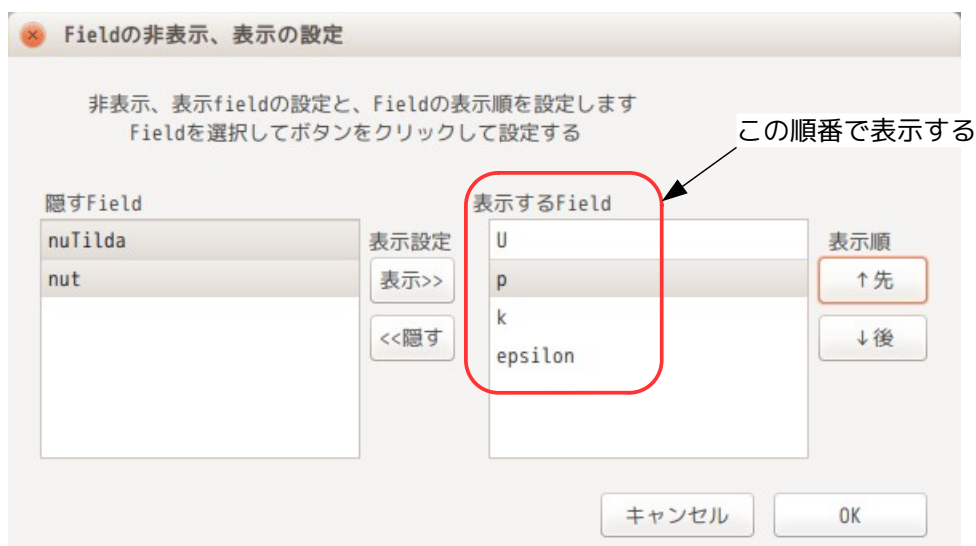 Fieldの非表示、表示の設定
非表示、表示fieldの設定と、Fieldの表示順を設定します
Fieldを選択してボタンをクリックして設定する
この順番で表示する
隠すField
表示するField
nuTilda
nut
表示設定
表示>>
<<隠す
U
p
k
epsilon
表示順
↑先
↓後
キャンセル
OK